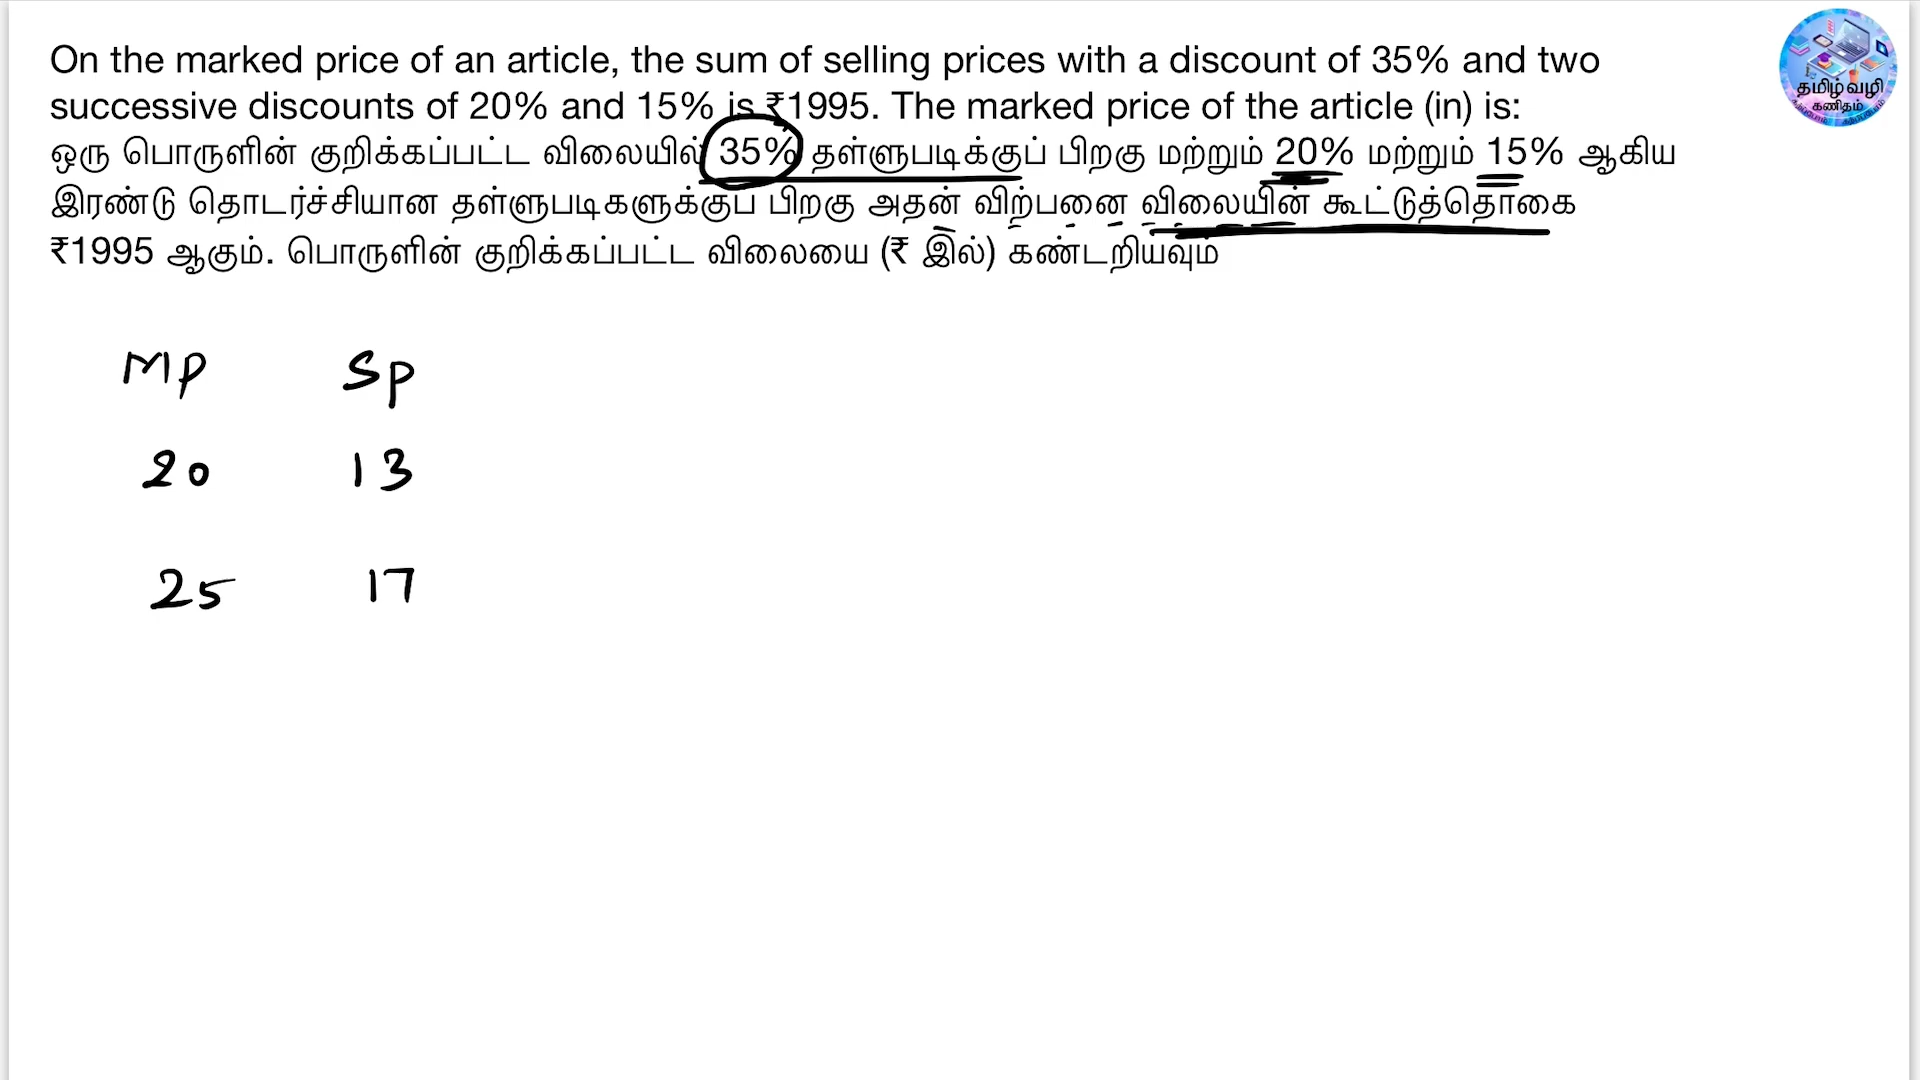 On the marked price of an article, the sum of selling prices with a discount of 35% and two
successive discounts of 20% and 15% is ₹1995. The marked price of the article (in) is:
ஒரு பொருளின் குறிக்கப்பட்ட விலையில் 35% தள்ளுபடிக்குப் பிறகு மற்றும் 20% மற்றும் 15% ஆகிய
இரண்டு தொடர்ச்சியான தள்ளுபடிகளுக்குப் பிறகு அதன் விற்பனை விலையின் கூட்டுத்தொகை
₹1995 ஆகும். பொருளின் குறிக்கப்பட்ட விலையை (₹ இல்) கண்டறியவும்
தமிழ்வழி
கணிதம்
MP SP
20 13
25 17